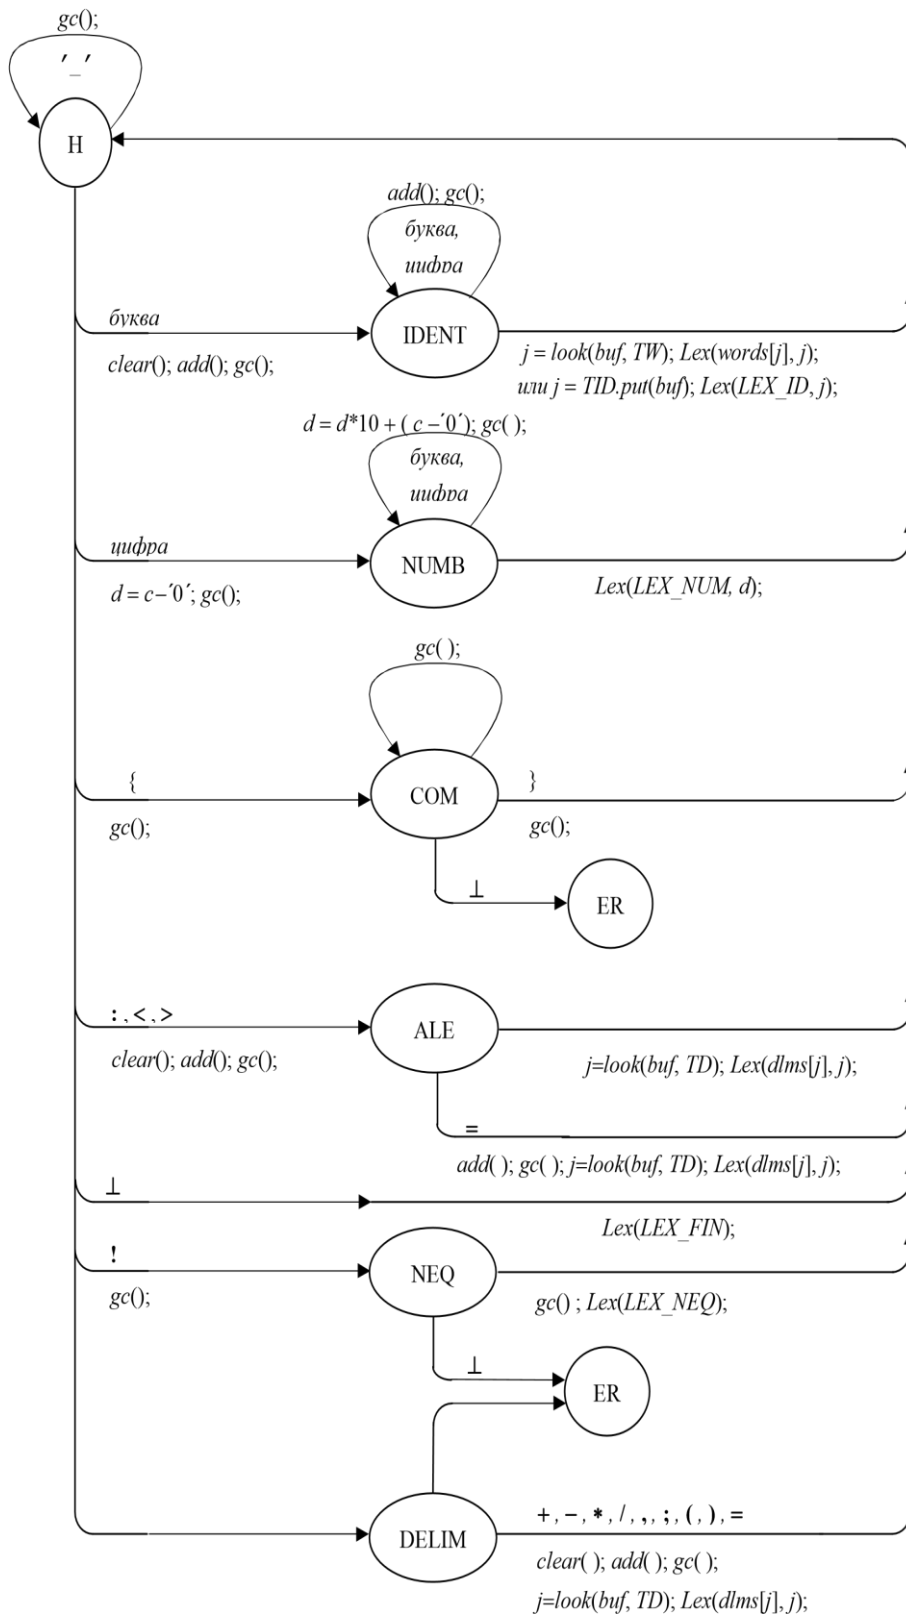 gc();
'_'
H
add(); gc();
буква,
цифра
буква
IDENT
clear(); add(); gc();
j = look(buf, TW); Lex(words[j], j);
или j = TID.put(buf); Lex(LEX_ID, j);
d = d*10 + ( c –´0´); gc( );
буква,
цифра
цифра
NUMB
d = c–´0´; gc();
Lex(LEX_NUM, d);
gc( );
{
COM
}
gc();
gc();
⊥
ER
: , < , >
ALE
clear(); add(); gc();
j=look(buf, TD); Lex(dlms[j], j);
=
add( ); gc( ); j=look(buf, TD); Lex(dlms[j], j);
⊥
Lex(LEX_FIN);
!
NEQ
gc();
gc() ; Lex(LEX_NEQ);
⊥
ER
+ , – , * , / , , , ; , ( , ) , =
DELIM
clear( ); add( ); gc( );
j=look(buf, TD); Lex(dlms[j], j);